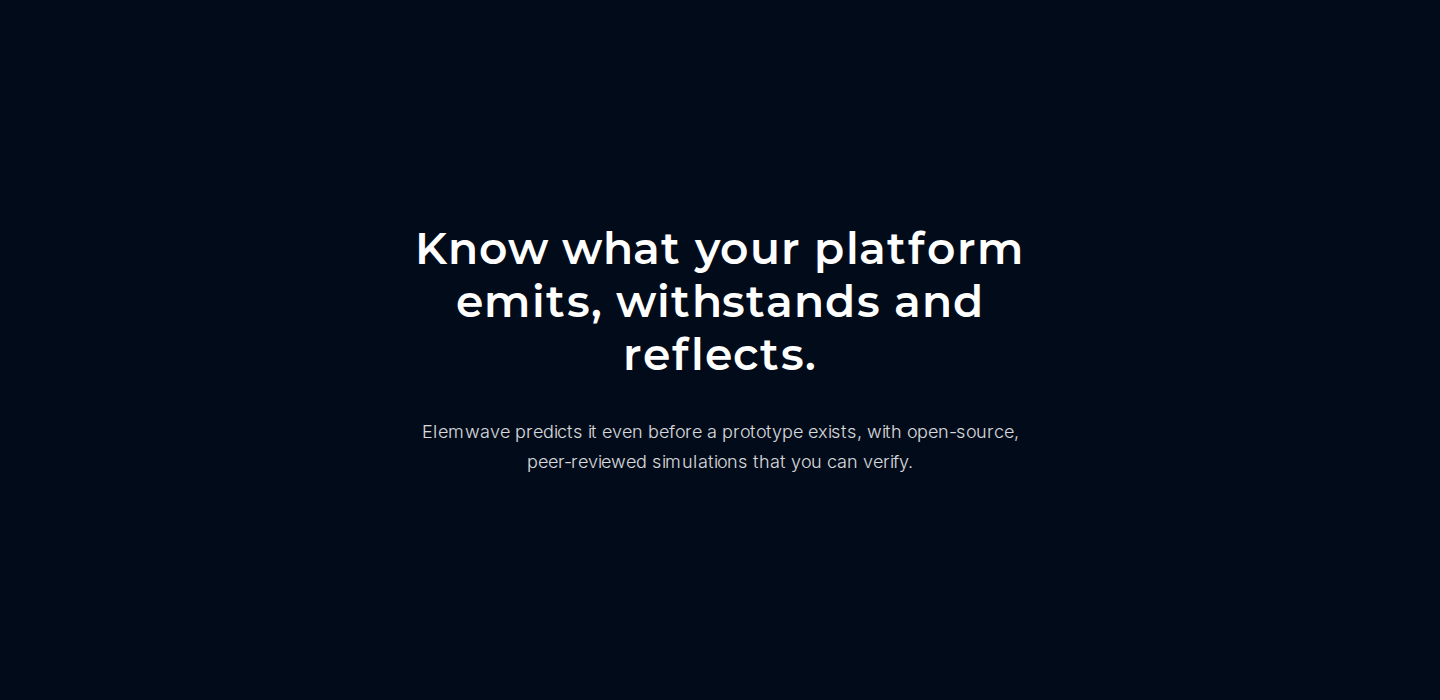 Know what your platform
emits, withstands and
reflects.
Elemwave predicts it even before a prototype exists, with open-source,
peer-reviewed simulations that you can verify.